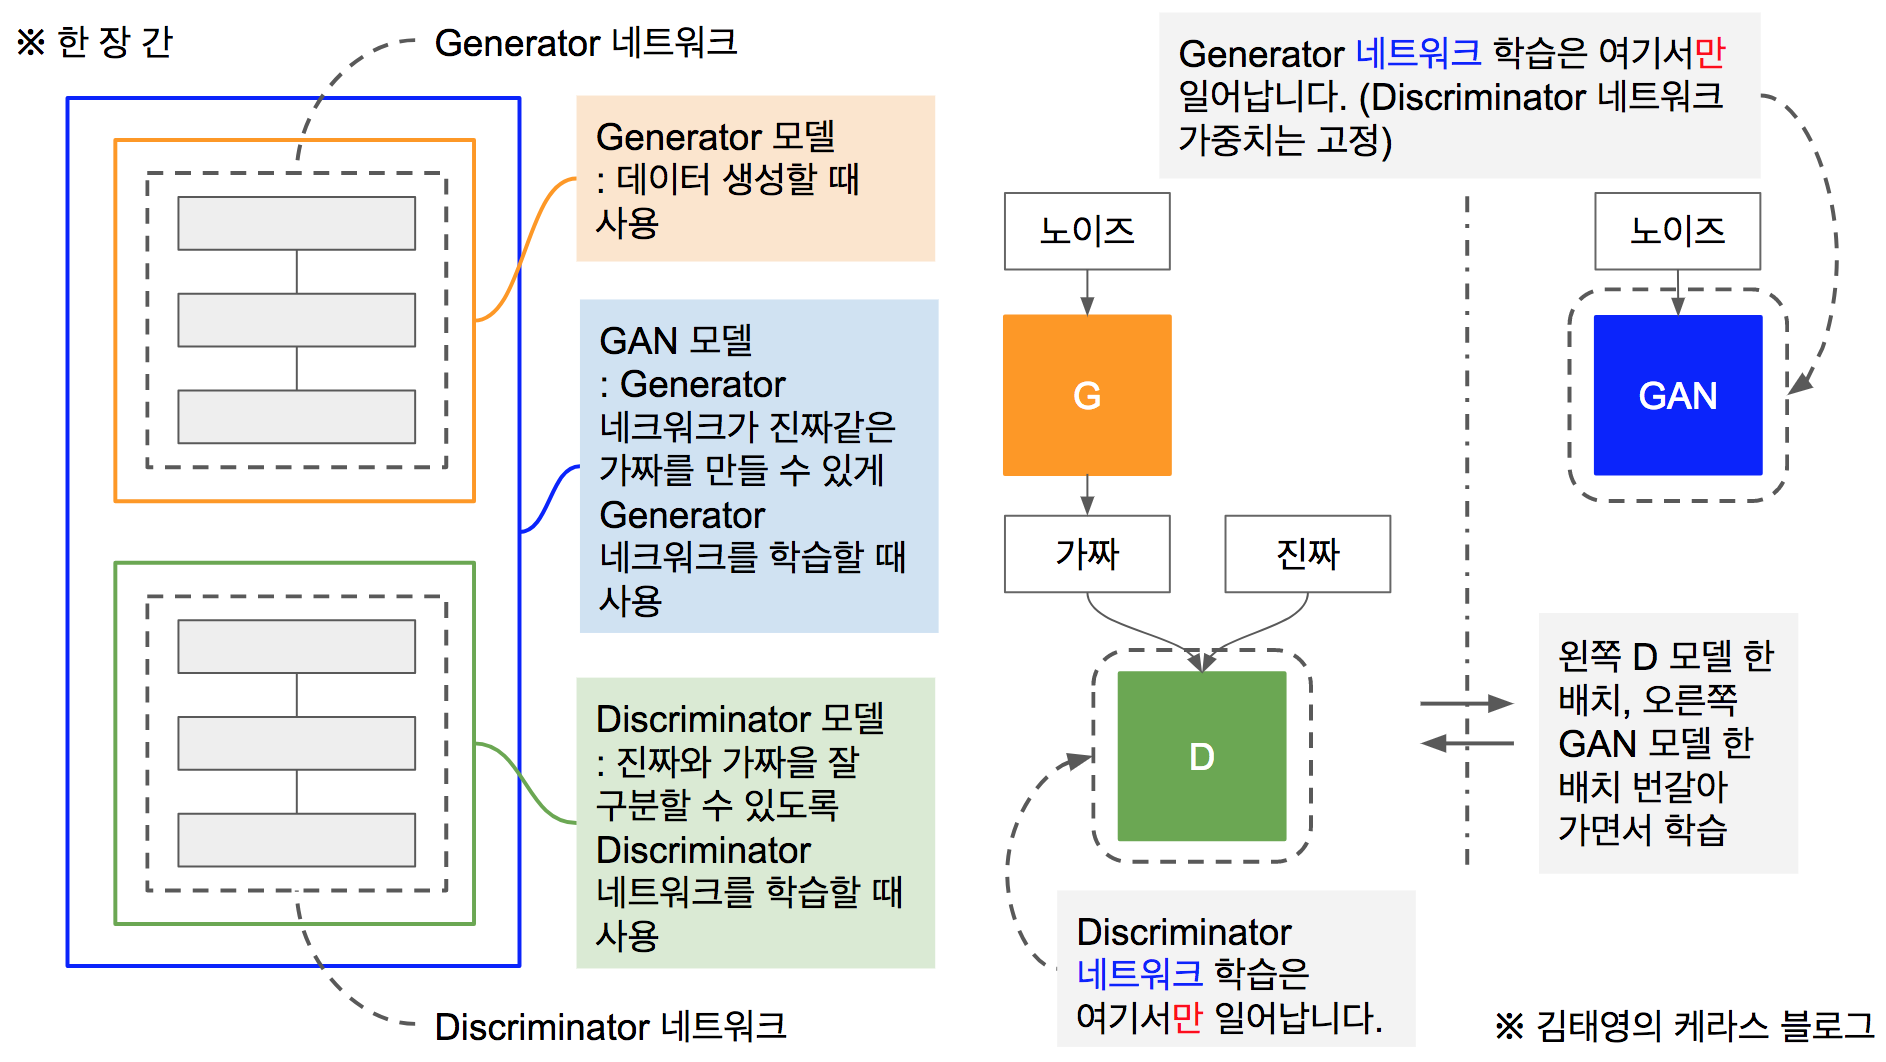 ※ 한 장 간
Generator 네트워크
Generator 모델
: 데이터 생성할 때
사용
GAN 모델
: Generator
네크워크가 진짜같은
가짜를 만들 수 있게
Generator
네크워크를 학습할 때
사용
Discriminator 모델
: 진짜와 가짜을 잘
구분할 수 있도록
Discriminator
네트워크를 학습할 때
사용
Discriminator 네트워크
Generator 네트워크 학습은 여기서만
일어납니다. (Discriminator 네트워크
가중치는 고정)
노이즈
G
가짜
진짜
D
Discriminator
네트워크 학습은
여기서만 일어납니다.
노이즈
GAN
왼쪽 D 모델 한
배치, 오른쪽
GAN 모델 한
배치 번갈아
가면서 학습
※ 김태영의 케라스 블로그